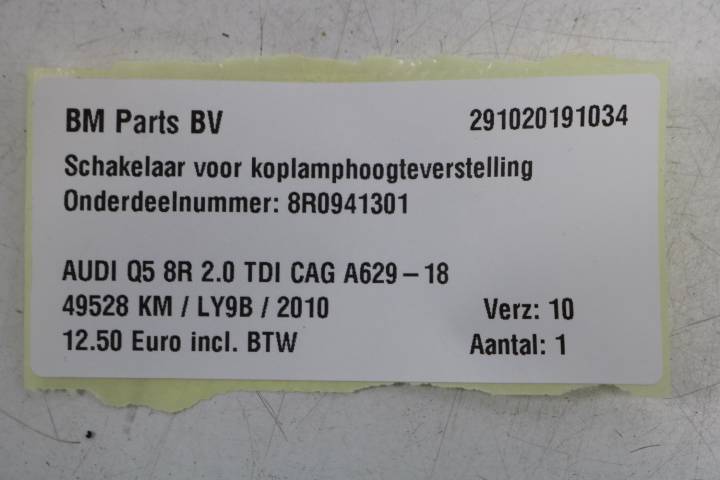 BM Parts BV 291020191034
Schakelaar voor koplamphoogteverstelling
Onderdeelnummer: 8R0941301
AUDI Q5 8R 2.0 TDI CAG A629 – 18
49528 KM / LY9B / 2010 Verz: 10
12.50 Euro incl. BTW Aantal: 1